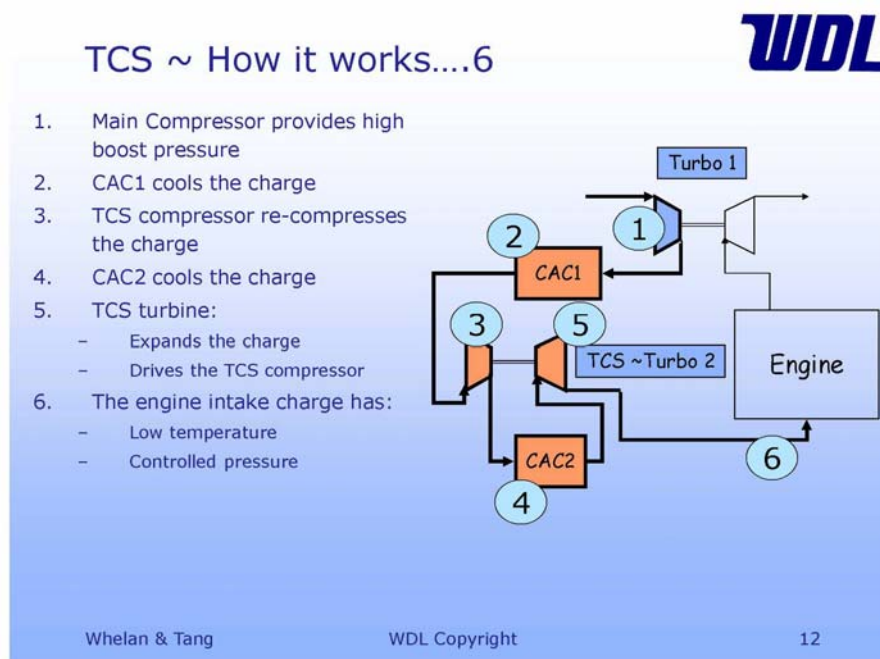 TCS ~ How it works....6
WDL
1. Main Compressor provides high
boost pressure
2. CAC1 cools the charge
3. TCS compressor re-compresses
the charge
4. CAC2 cools the charge
5. TCS turbine:
– Expands the charge
– Drives the TCS compressor
6. The engine intake charge has:
– Low temperature
– Controlled pressure
Turbo 1
1
2
CAC1
3
5
TCS ~Turbo 2
Engine
CAC2
4
6
Whelan & Tang
WDL Copyright
12